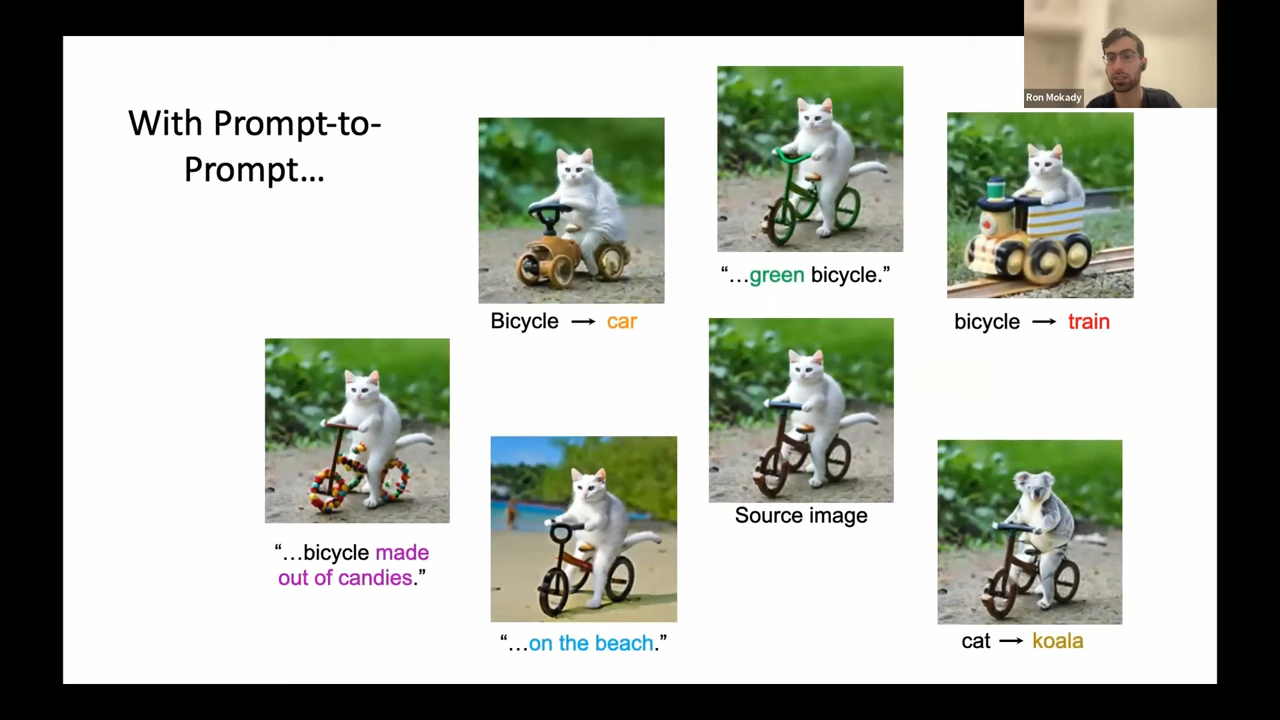 With Prompt-to-
Prompt...
Ron Mokady
"...green bicycle."
Bicycle → car
bicycle → train
Source image
"...bicycle made
out of candies."
"...on the beach."
cat → koala